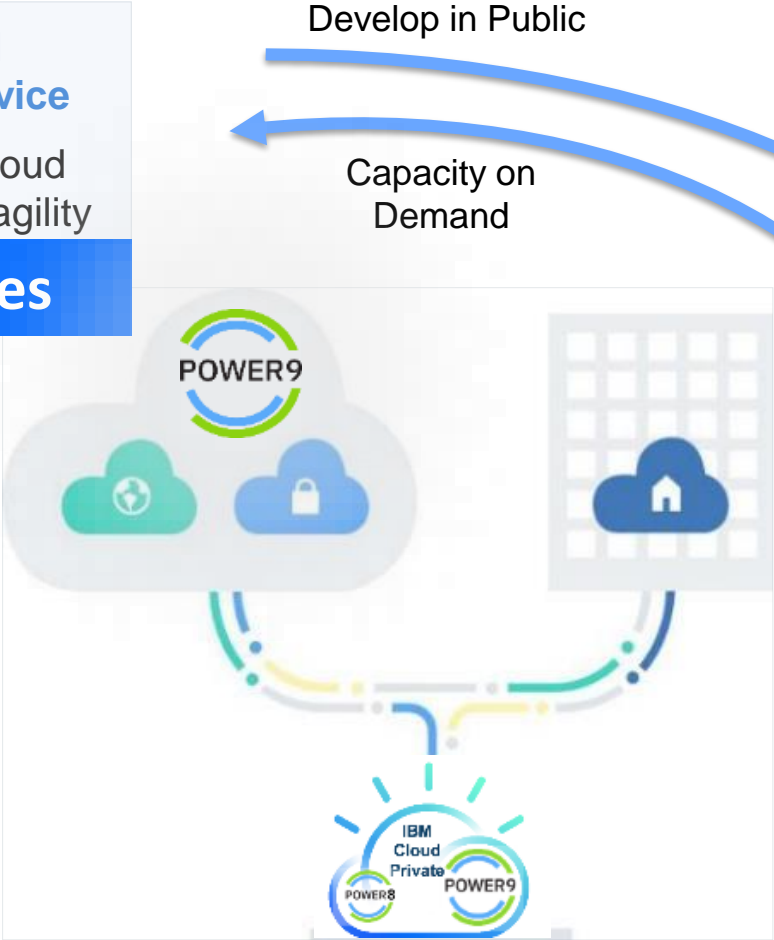 Develop in Public
vice
oud
agility
Capacity on
Demand
es
POWER9
IBM
Cloud
Private
POWER8
POWER9